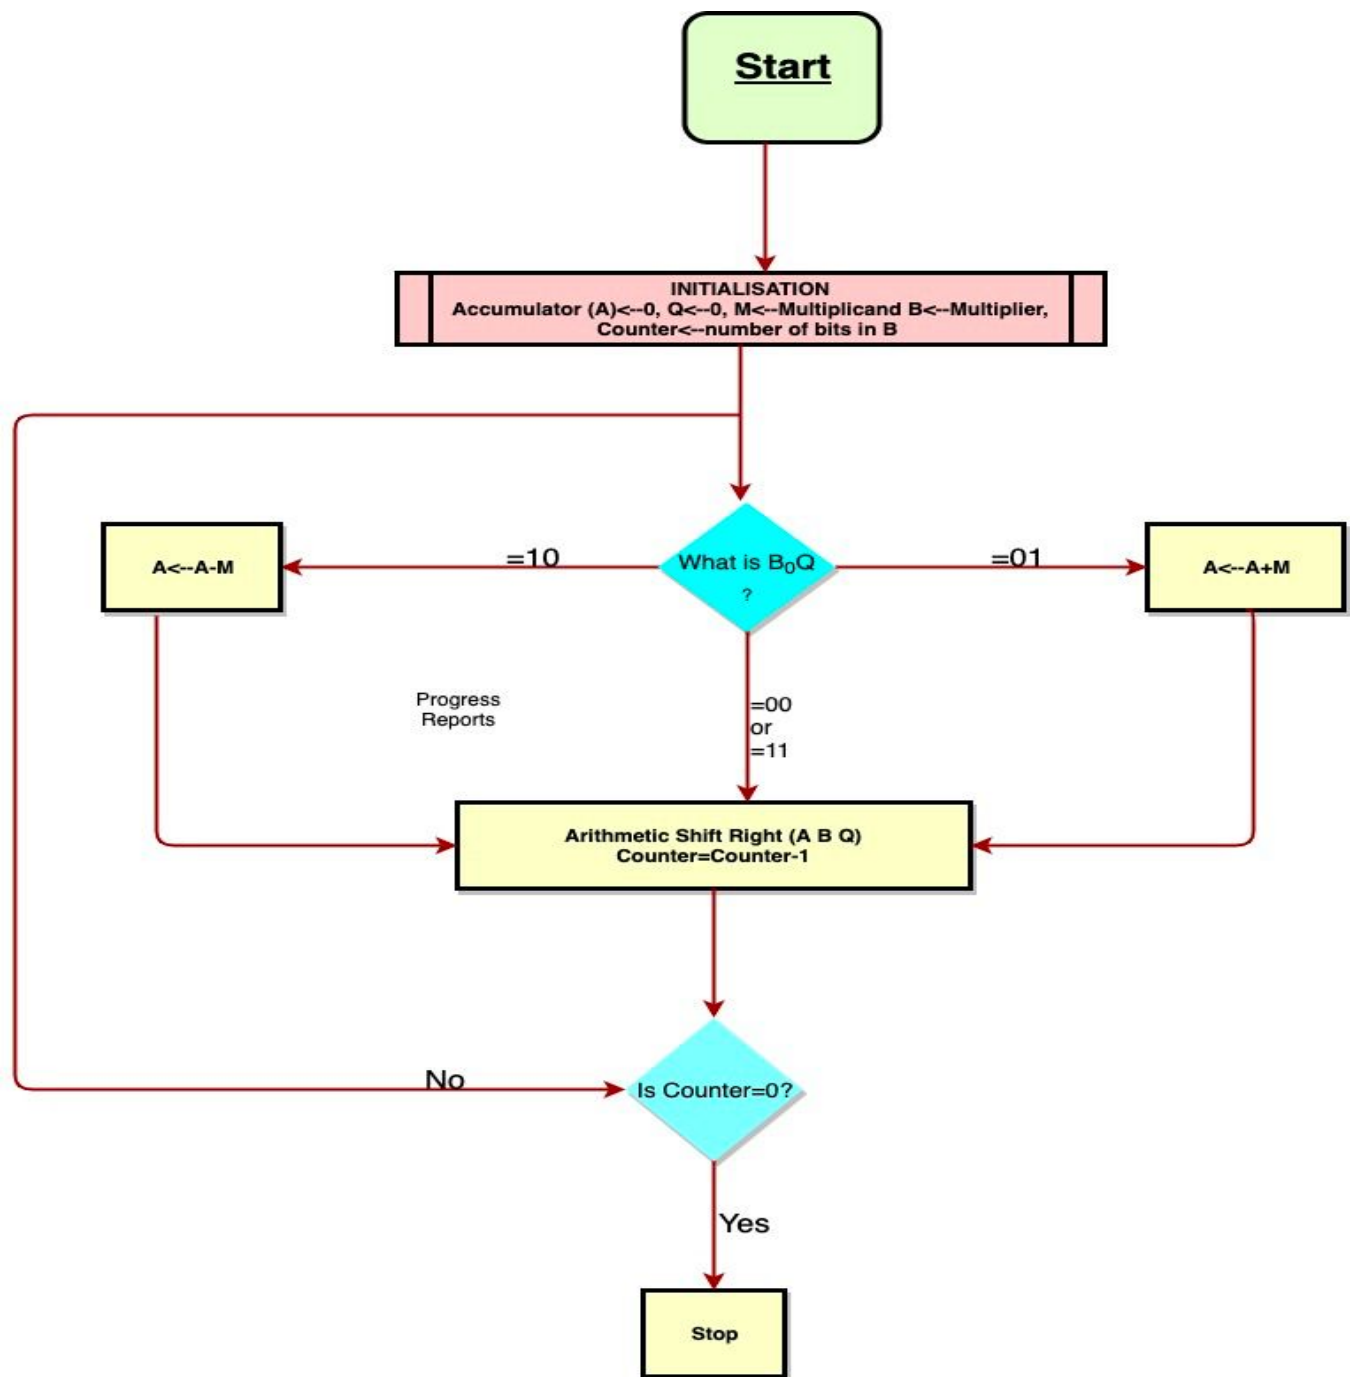 Start
INITIALISATION
Accumulator (A)<--0, Q<--0, M<--Multiplicand B<--Multiplier,
Counter<--number of bits in B
A<--A-M
=10
What is B₀Q
?
=01
A<--A+M
Progress
Reports
=00
or
=11
Arithmetic Shift Right (A B Q)
Counter=Counter-1
No
Is Counter=0?
Yes
Stop